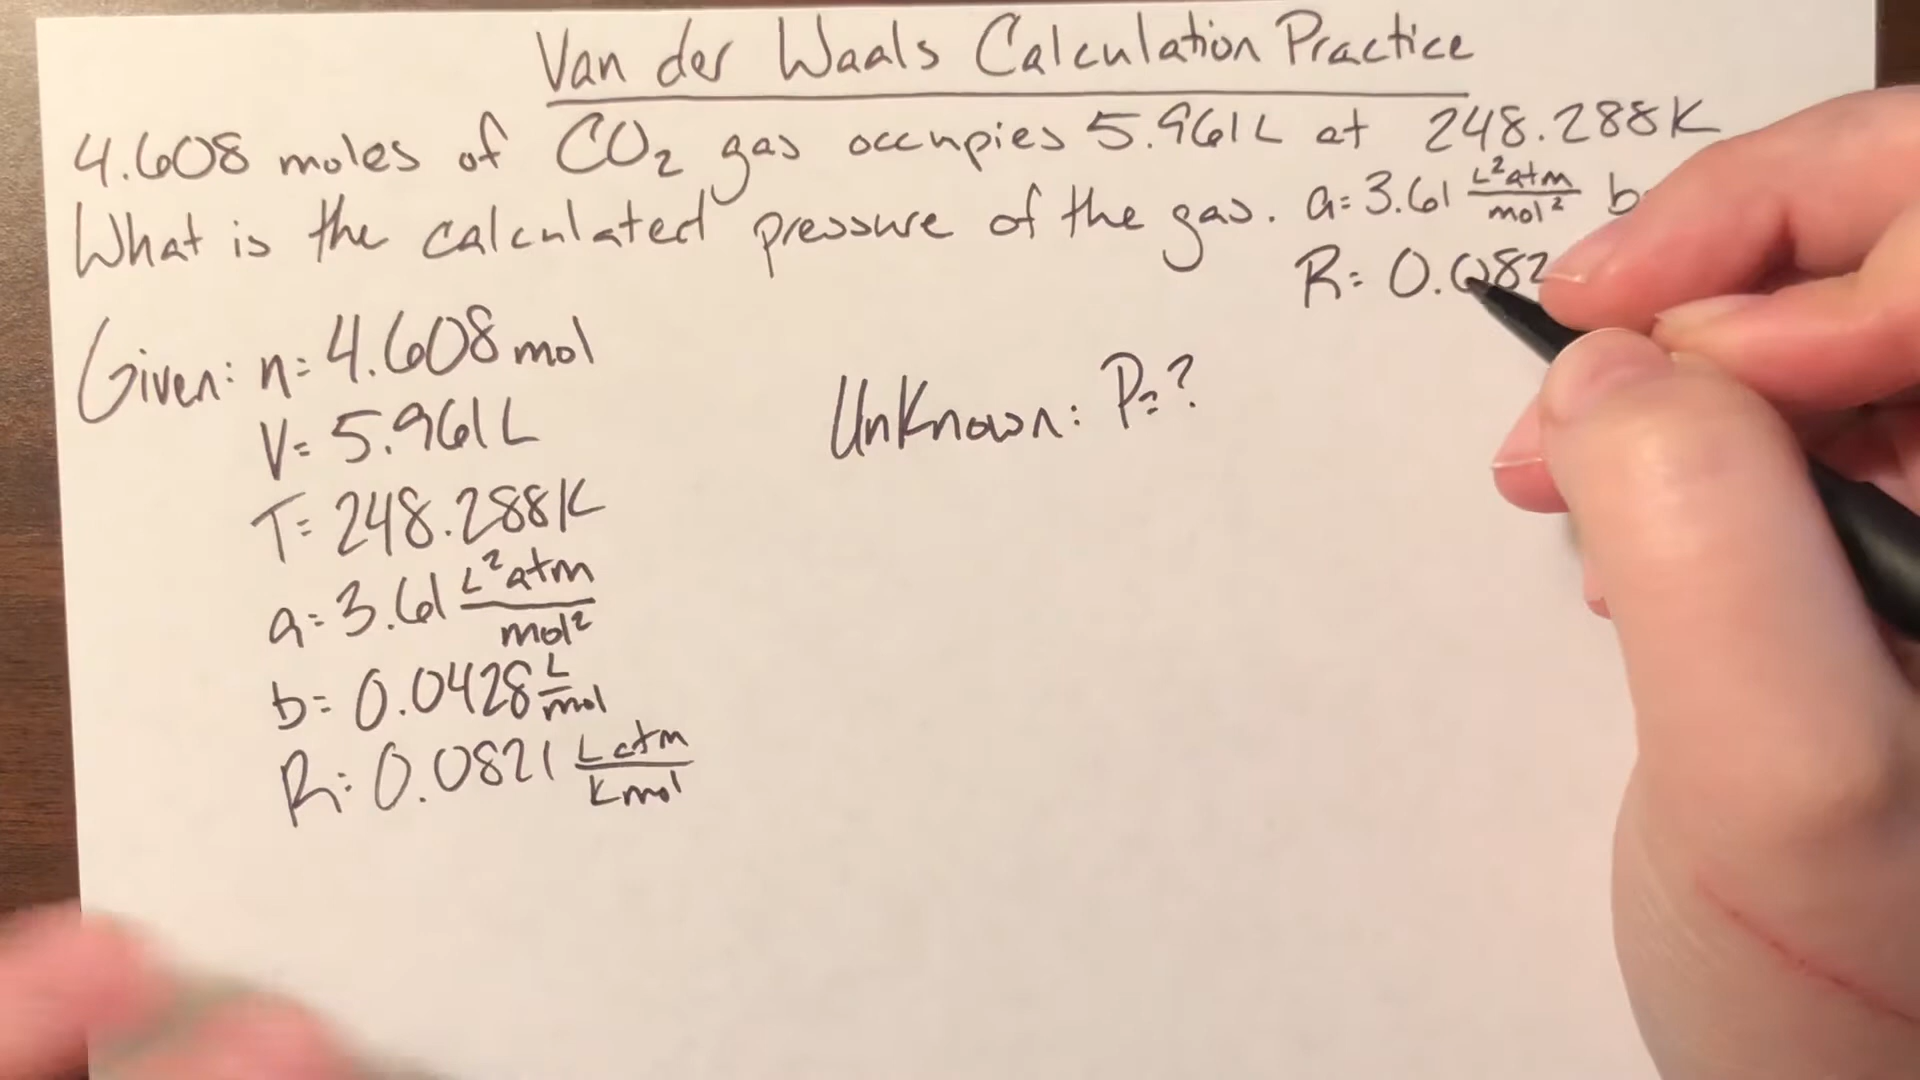 Van der Waals Calculation Practice
4.608 moles of CO₂ gas occupies 5.961L at 248.288K
What is the calculated pressure of the gas. a=3.61 L²atm/mol² b
R= 0.082
Given: n=4.608 mol
V= 5.961L
T= 248.288K
a=3.61 L²atm/mol²
b= 0.0428 L/mol
R= 0.0821 L atm/K mol
Unknown: P=?